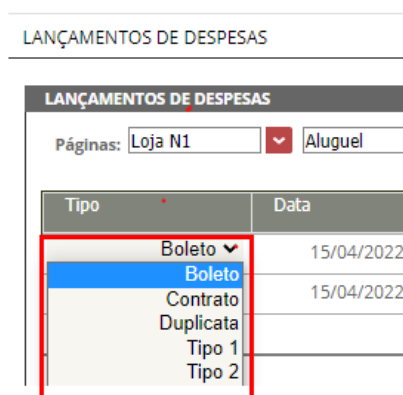 LANÇAMENTOS DE DESPESAS
LANÇAMENTOS DE DESPESAS
Páginas: Loja N1 Aluguel
Tipo Data
Boleto 15/04/2022
Boleto
Contrato 15/04/2022
Duplicata
Tipo 1
Tipo 2